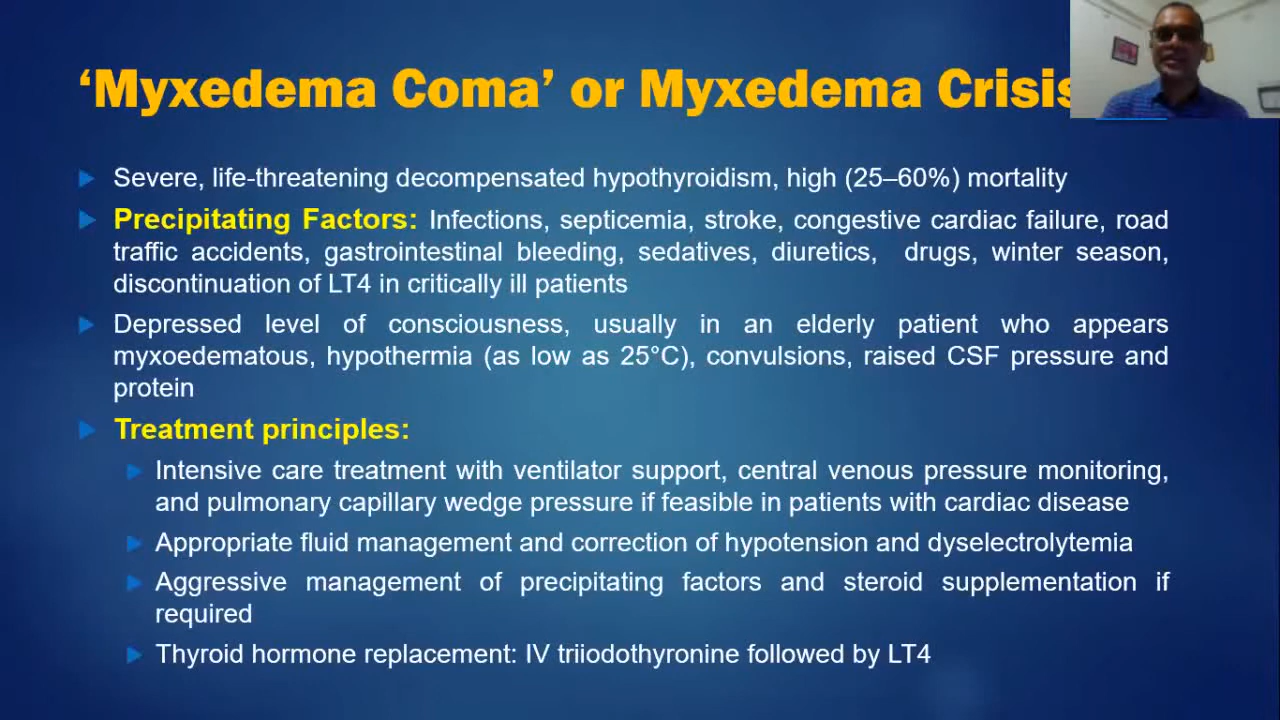 ‘Myxedema Coma’ or Myxedema Crisis
Severe, life-threatening decompensated hypothyroidism, high (25–60%) mortality
Precipitating Factors: Infections, septicemia, stroke, congestive cardiac failure, road
traffic accidents, gastrointestinal bleeding, sedatives, diuretics, drugs, winter season,
discontinuation of LT4 in critically ill patients
Depressed level of consciousness, usually in an elderly patient who appears
myxoedematous, hypothermia (as low as 25°C), convulsions, raised CSF pressure and
protein
Treatment principles:
Intensive care treatment with ventilator support, central venous pressure monitoring,
and pulmonary capillary wedge pressure if feasible in patients with cardiac disease
Appropriate fluid management and correction of hypotension and dyselectrolytemia
Aggressive management of precipitating factors and steroid supplementation if
required
Thyroid hormone replacement: IV triiodothyronine followed by LT4